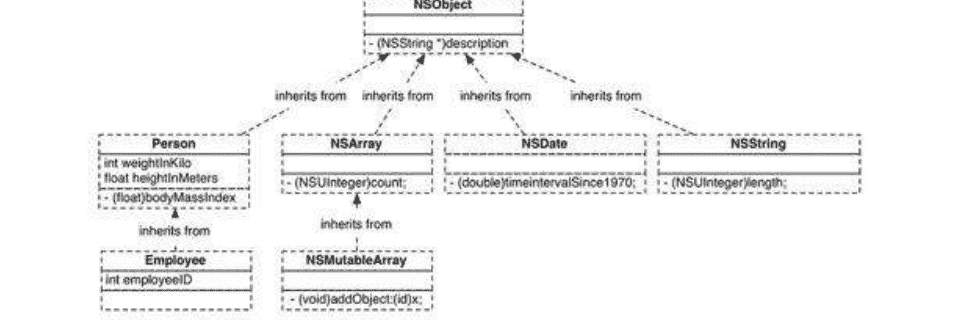 NSObject
- (NSString *)description
inherits from inherits from inherits from inherits from
Person
int weightInKilo
float heightInMeters
- (float)bodyMassIndex
NSArray
- (NSUInteger)count;
NSDate
- (double)timeintervalSince1970;
NSString
- (NSUInteger)length;
inherits from
inherits from
Employee
int employeeID
NSMutableArray
- (void)addObject:(id)x;